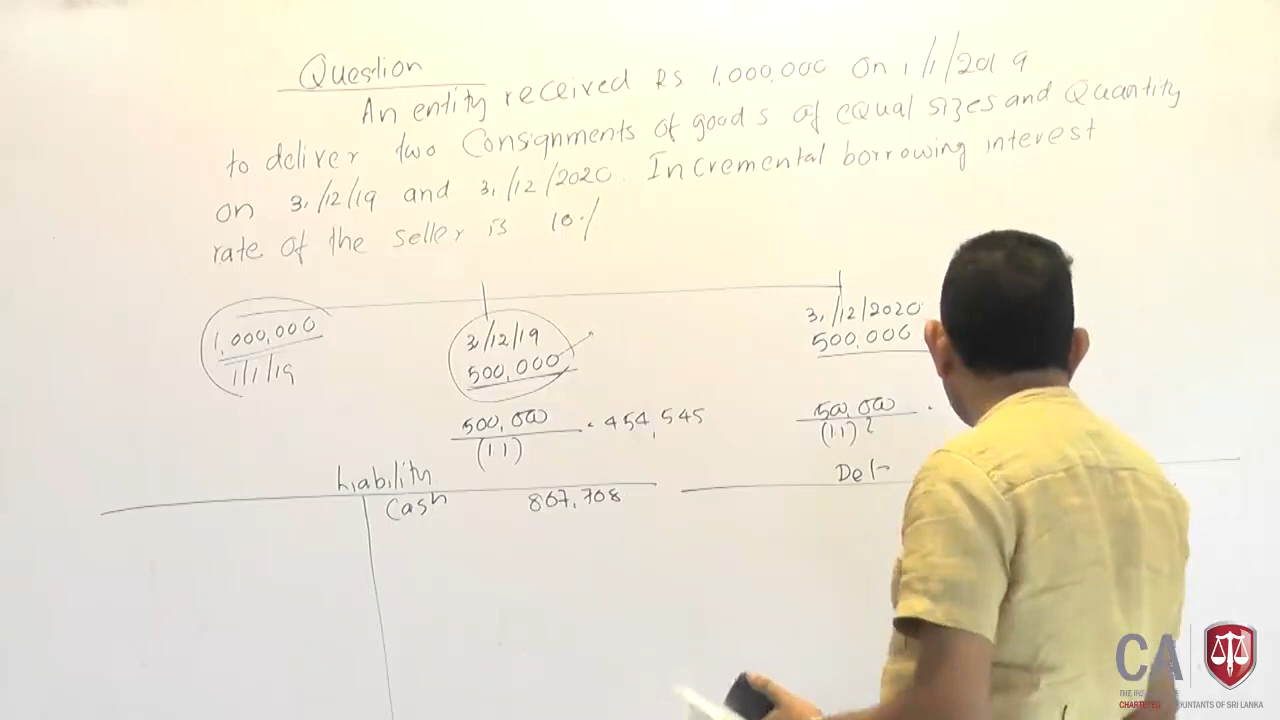 Question
An entity received Rs 1,000,000 on 1/1/2019
to deliver two Consignments of goods of equal sizes and Quantity
on 31/12/19 and 31/12/2020. Incremental borrowing interest
rate of the seller is 10%
1,000,000
1/1/19
31/12/19
500,000
31/12/2020
500,000
500,000
(1.1)
454,545
500,000
(1.1)²
Liability
Cash 867,768
Def-
CA
THE IN
CHARTERED ACCOUNTANTS OF SRI LANKA